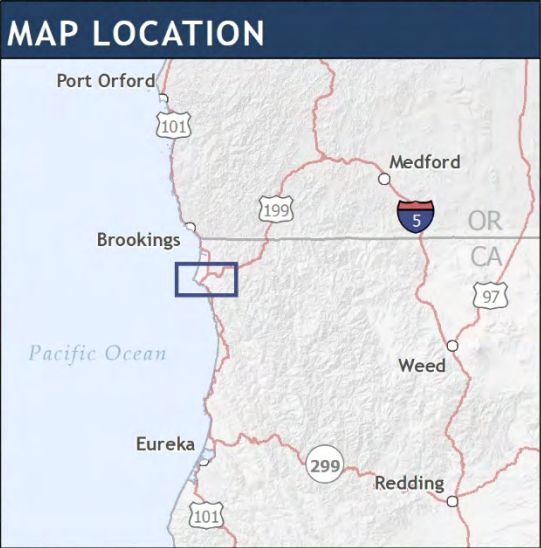 MAP LOCATION
Port Orford
101
Medford
199
5
OR
Brookings
CA
97
Pacific Ocean
Weed
Eureka
299
Redding
101